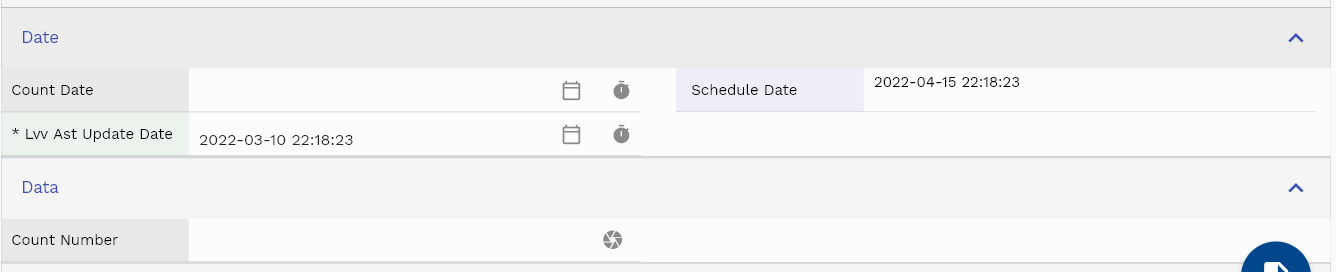 Date
Count Date
Schedule Date
2022-04-15 22:18:23
* Lvv Ast Update Date
2022-03-10 22:18:23
Data
Count Number